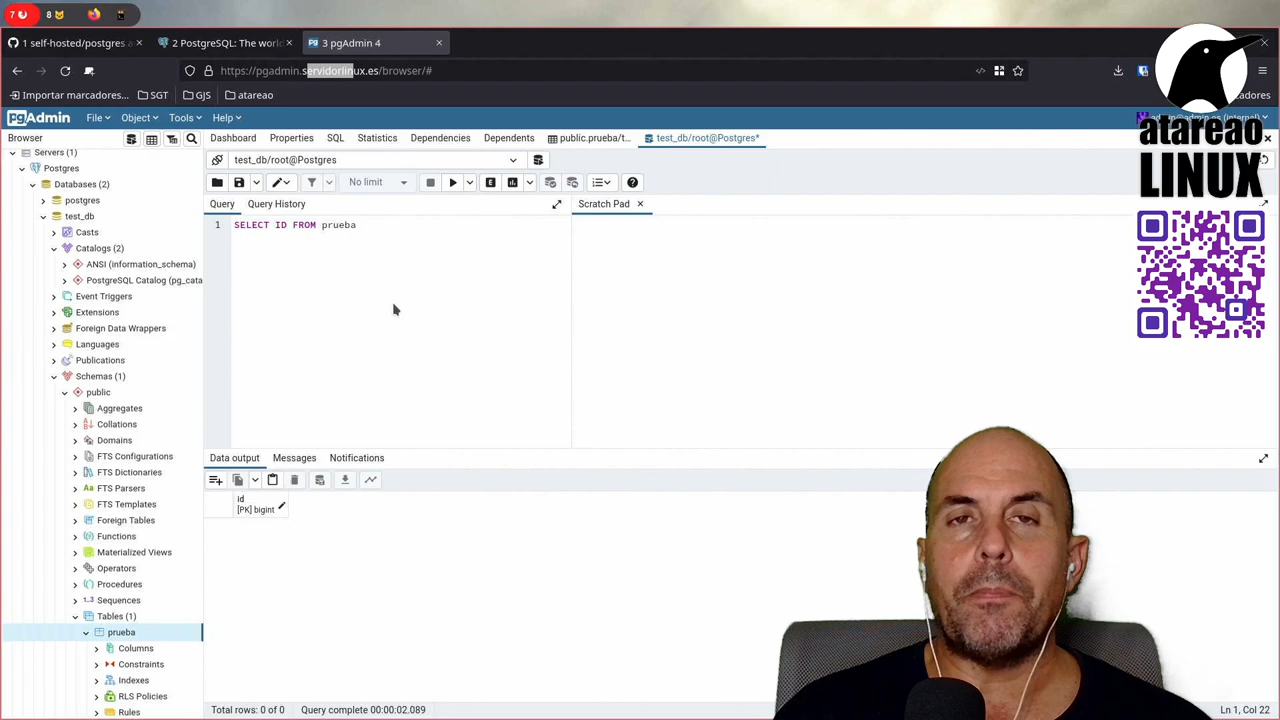 7 8
1 self-hosted/postgres a
2 PostgreSQL: The world
3 pgAdmin 4
https://pgadmin.servidorlinux.es/browser/#
Importar marcadores...
SGT
GJS
atareao
pgAdmin
File
Object
Tools
Help
Browser
Dashboard
Properties
SQL
Statistics
Dependencies
Dependents
public.prueba/t...
test_db/root@Postgres*
atareao
LINUX
Servers (1)
Postgres
Databases (2)
postgres
test_db
Casts
Catalogs (2)
ANSI (information_schema)
PostgreSQL Catalog (pg_cata
Event Triggers
Extensions
Foreign Data Wrappers
Languages
Publications
Schemas (1)
public
Aggregates
Collations
Domains
FTS Configurations
FTS Dictionaries
FTS Parsers
FTS Templates
Foreign Tables
Functions
Materialized Views
Operators
Procedures
1..3 Sequences
Tables (1)
prueba
Columns
Constraints
Indexes
RLS Policies
Rules
test_db/root@Postgres
No limit
E
Query
Query History
Scratch Pad
1 SELECT ID FROM prueba
Data output
Messages
Notifications
id
[PK] bigint
Total rows: 0 of 0
Query complete 00:00:02.089
Ln 1, Col 22